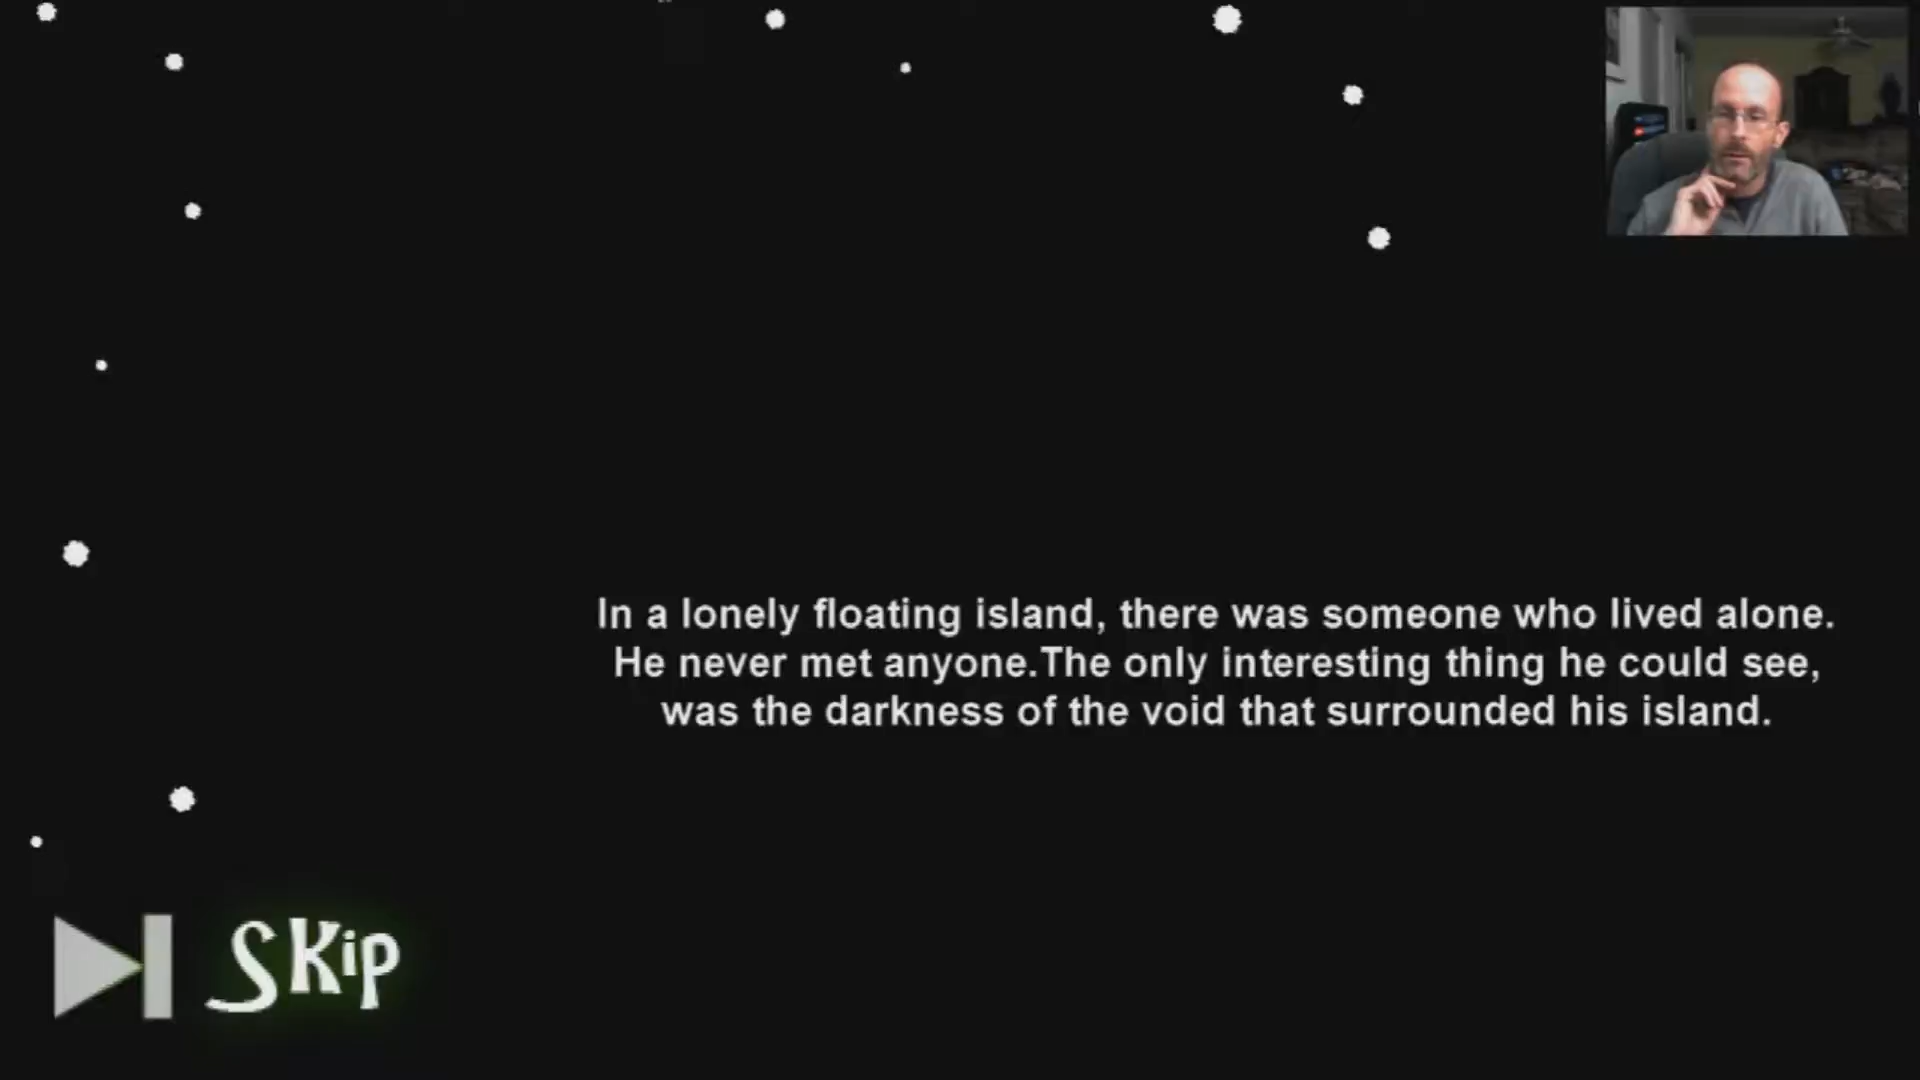 In a lonely floating island, there was someone who lived alone.
He never met anyone.The only interesting thing he could see,
was the darkness of the void that surrounded his island.
Skip